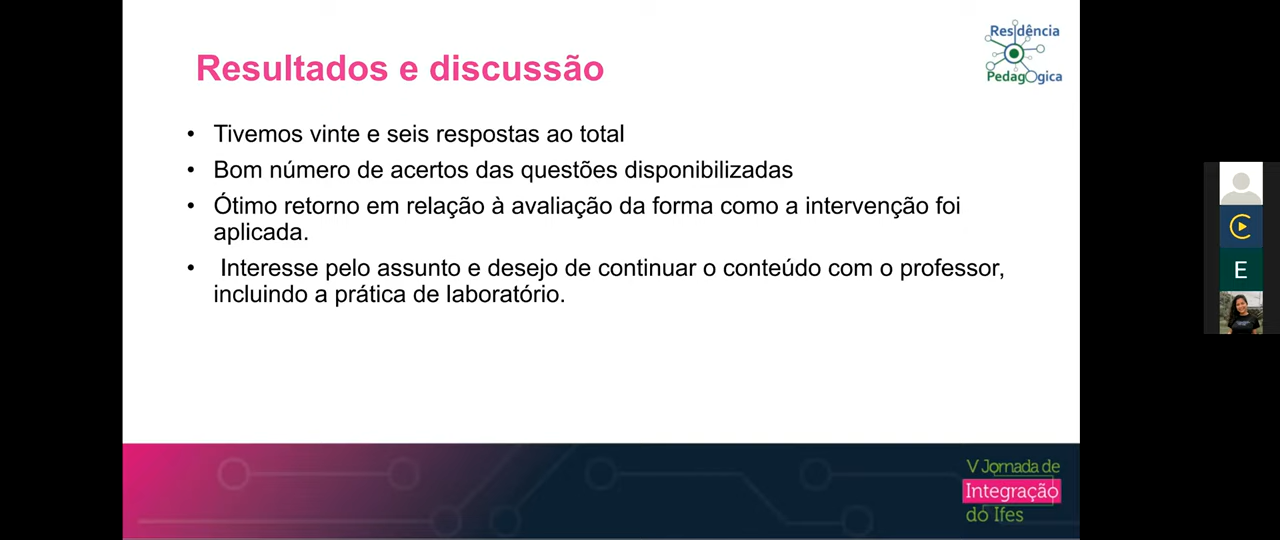 Residência
PedagOgica
Resultados e discussão
• Tivemos vinte e seis respostas ao total
• Bom número de acertos das questões disponibilizadas
• Ótimo retorno em relação à avaliação da forma como a intervenção foi
aplicada.
• Interesse pelo assunto e desejo de continuar o conteúdo com o professor,
incluindo a prática de laboratório.
E
V Jornada de
Integração
do Ifes